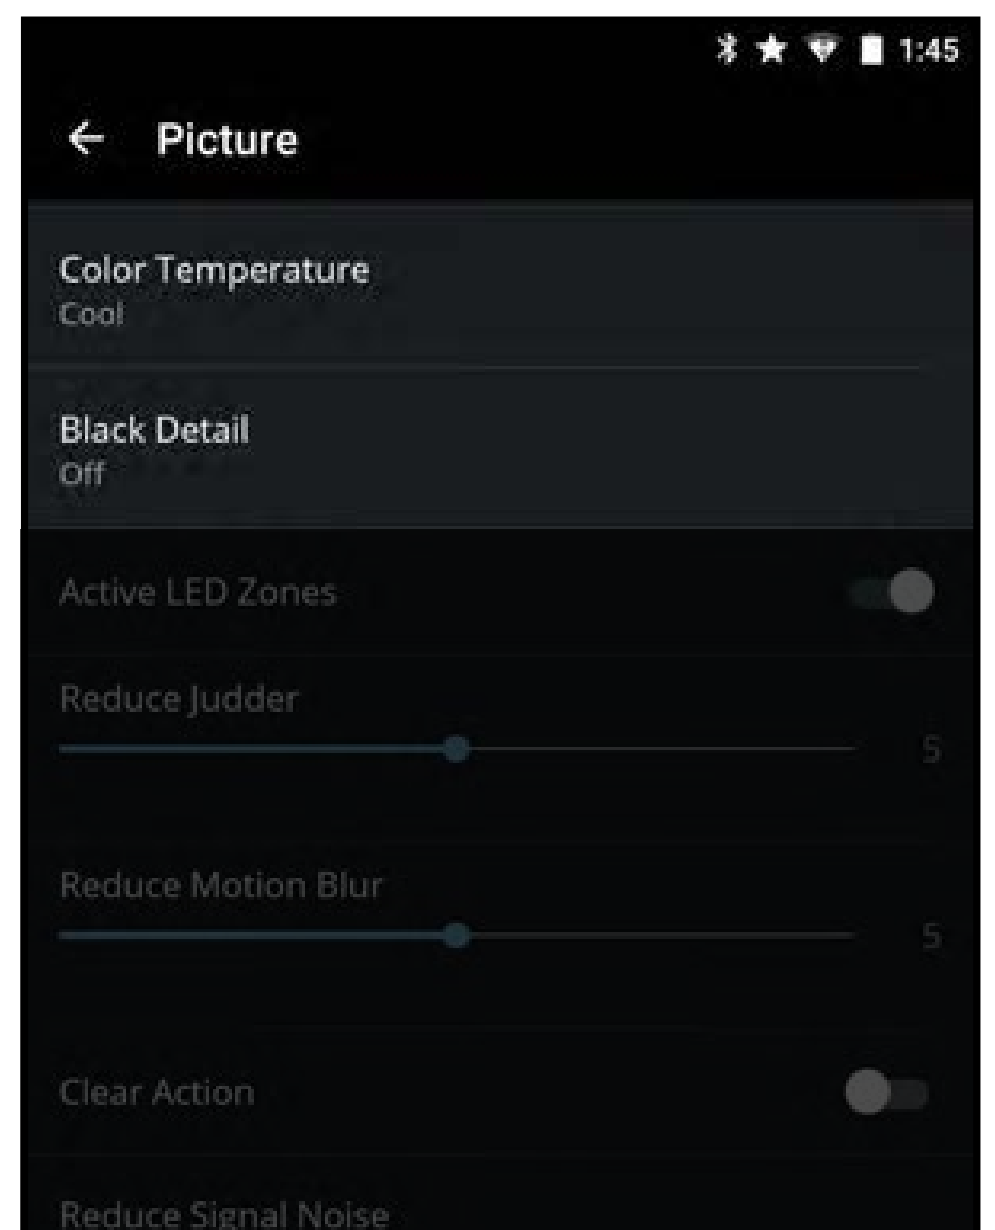 1:45
Picture
Color Temperature
Cool
Black Detail
Off
Active LED Zones
Reduce Judder
5
Reduce Motion Blur
5
Clear Action
Reduce Signal Noise